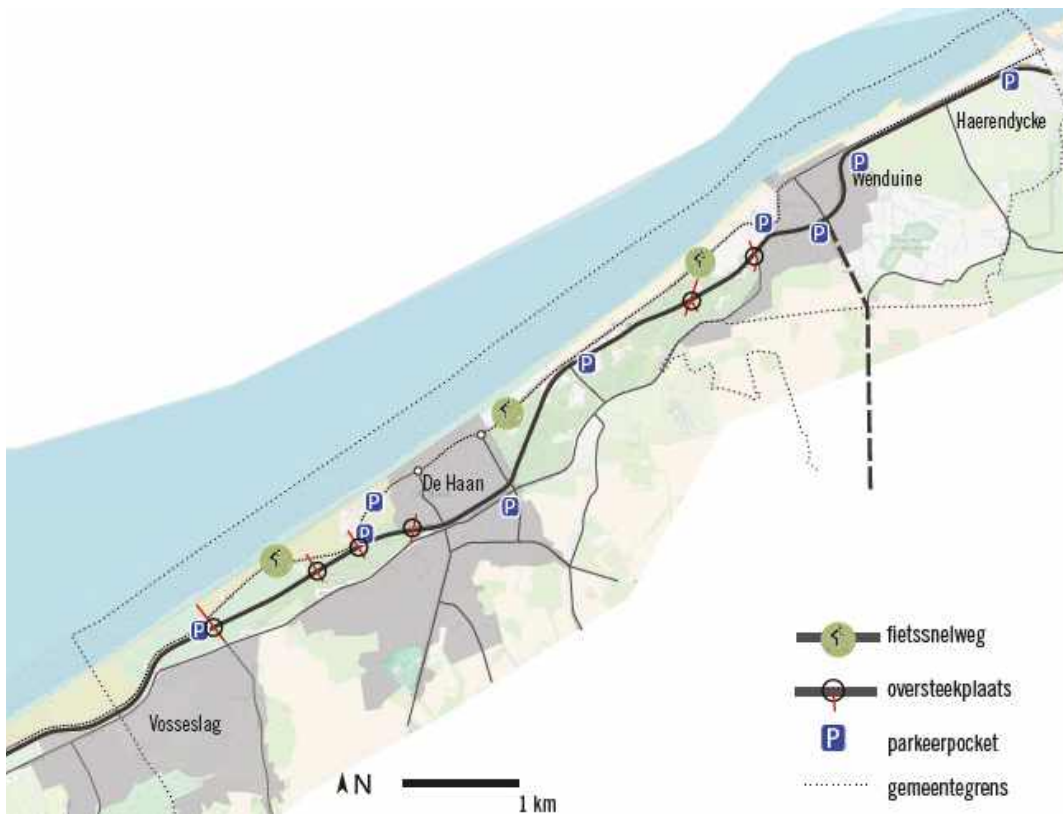 P
Haerendycke
P
Wenduine
P
P
P
De Haan
P
P
P
P
Vosseslag
fietssnelweg
oversteekplaats
P parkeerpocket
gemeentegrens
N
1 km